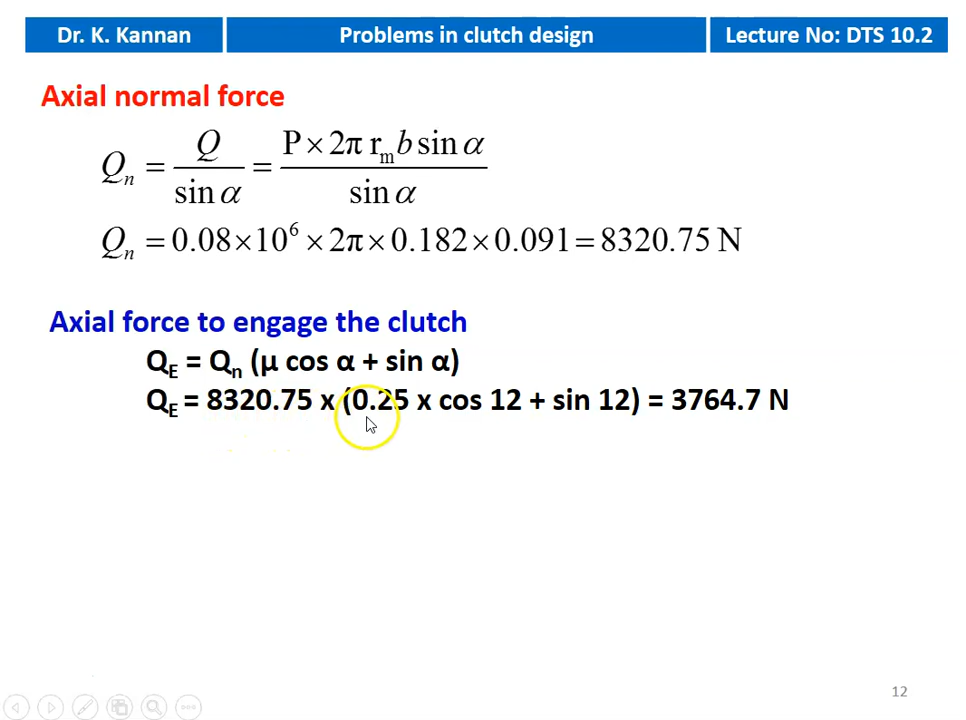 Dr. K. Kannan
Problems in clutch design
Lecture No: DTS 10.2
Axial normal force
Qₙ = Q / sin α = P × 2π rₘ b sin α / sin α
Qₙ = 0.08×10⁶ × 2π × 0.182 × 0.091 = 8320.75 N
Axial force to engage the clutch
Q_E = Qₙ (μ cos α + sin α)
Q_E = 8320.75 x (0.25 x cos 12 + sin 12) = 3764.7 N
12